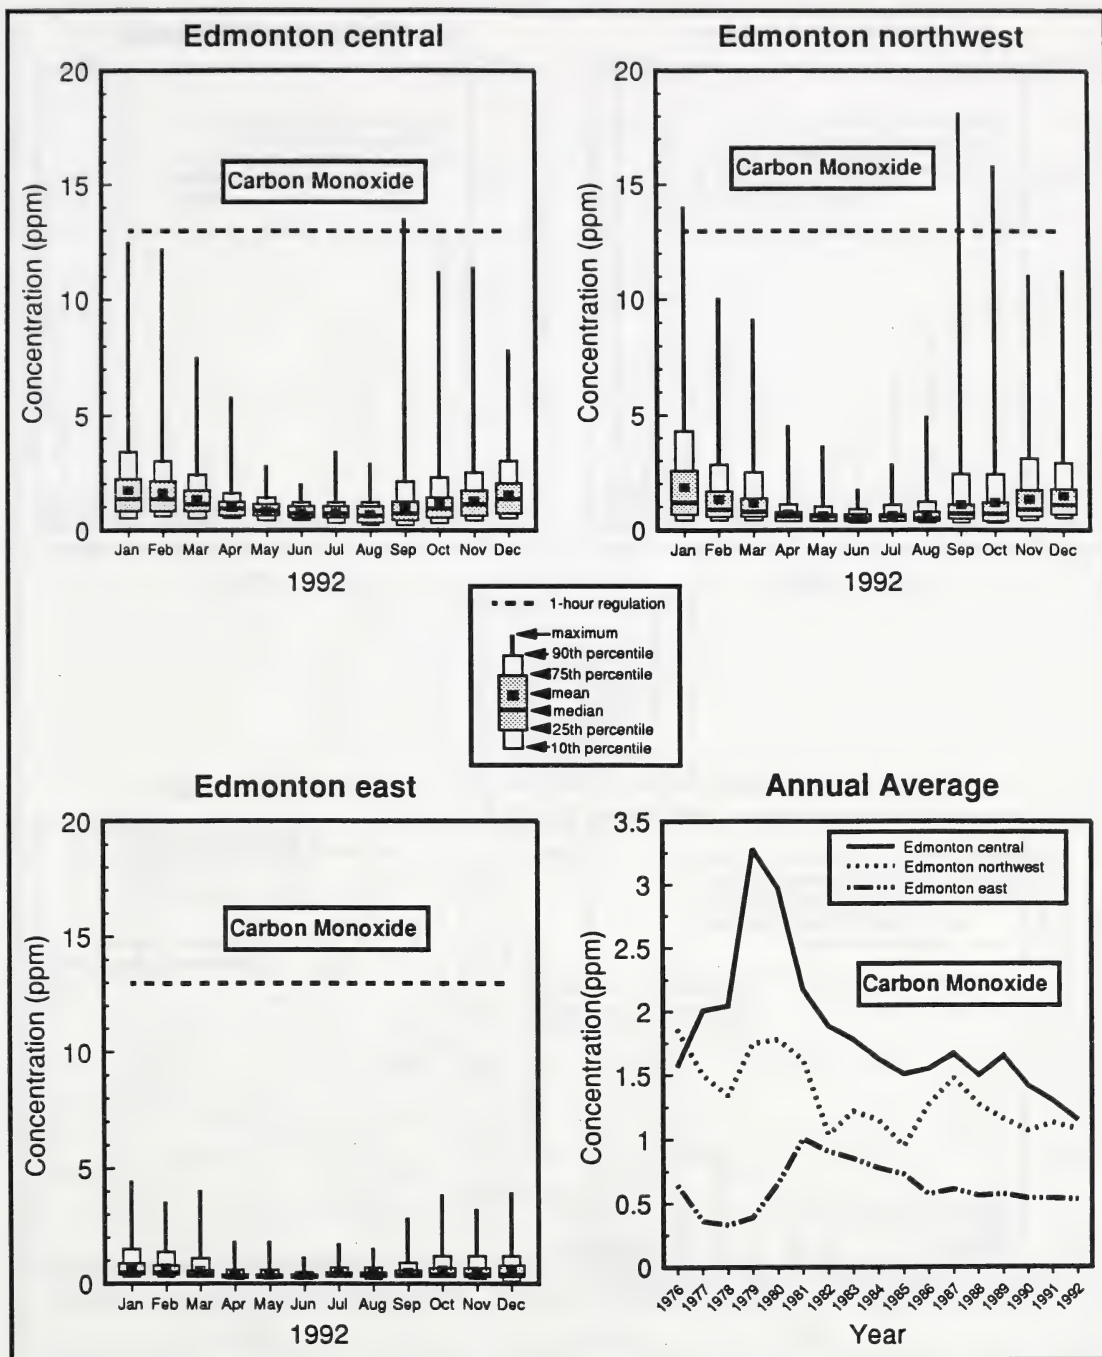 Edmonton central
20
15
10
5
0
Concentration (ppm)
Carbon Monoxide
Jan Feb Mar Apr May Jun Jul Aug Sep Oct Nov Dec
1992
Edmonton northwest
20
15
10
5
0
Concentration (ppm)
Carbon Monoxide
Jan Feb Mar Apr May Jun Jul Aug Sep Oct Nov Dec
1992
1-hour regulation
maximum
90th percentile
75th percentile
mean
median
25th percentile
10th percentile
Edmonton east
20
15
10
5
0
Concentration (ppm)
Carbon Monoxide
Jan Feb Mar Apr May Jun Jul Aug Sep Oct Nov Dec
1992
Annual Average
3.5
3
2.5
2
1.5
1
0.5
0
Concentration(ppm)
Edmonton central
Edmonton northwest
Edmonton east
Carbon Monoxide
1976 1977 1978 1979 1980 1981 1982 1983 1984 1985 1986 1987 1988 1989 1990 1991 1992
Year